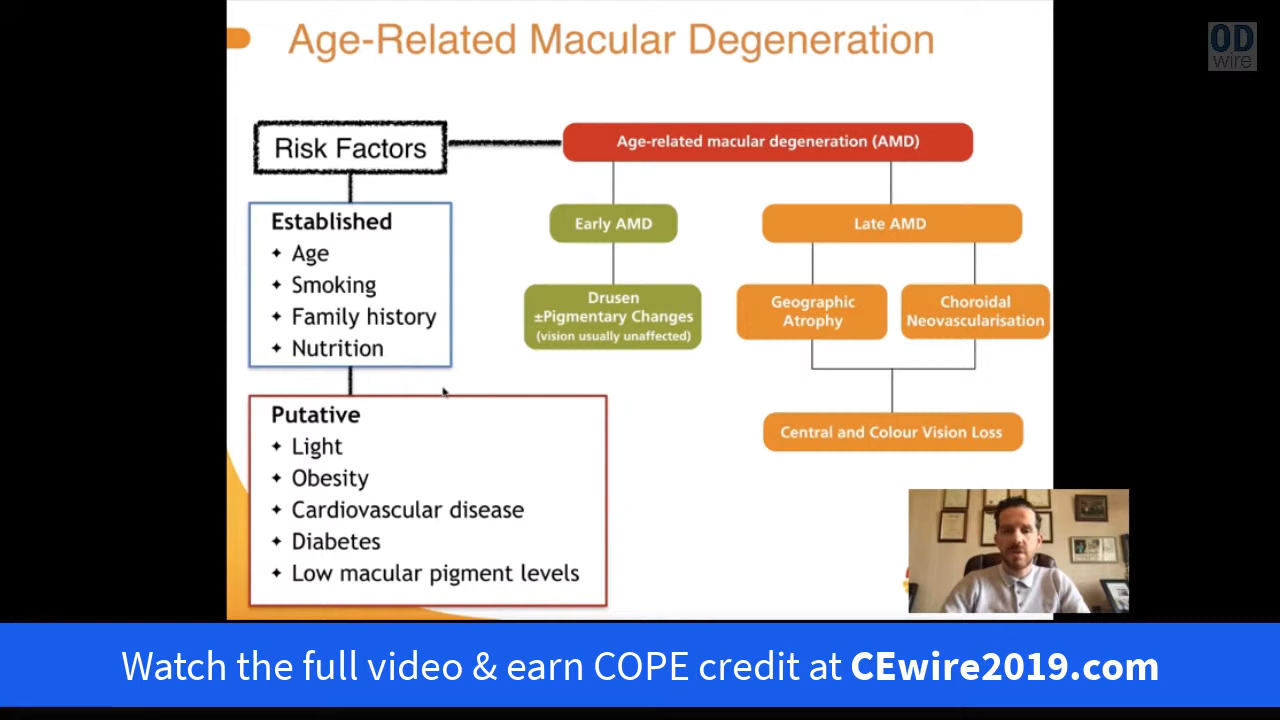 Age-Related Macular Degeneration
OD
wire
Risk Factors
Age-related macular degeneration (AMD)
Established
✦ Age
✦ Smoking
✦ Family history
✦ Nutrition
Early AMD
Late AMD
Drusen
±Pigmentary Changes
(vision usually unaffected)
Geographic
Atrophy
Choroidal
Neovascularisation
Putative
✦ Light
✦ Obesity
✦ Cardiovascular disease
✦ Diabetes
✦ Low macular pigment levels
Central and Colour Vision Loss
Watch the full video & earn COPE credit at CEwire2019.com